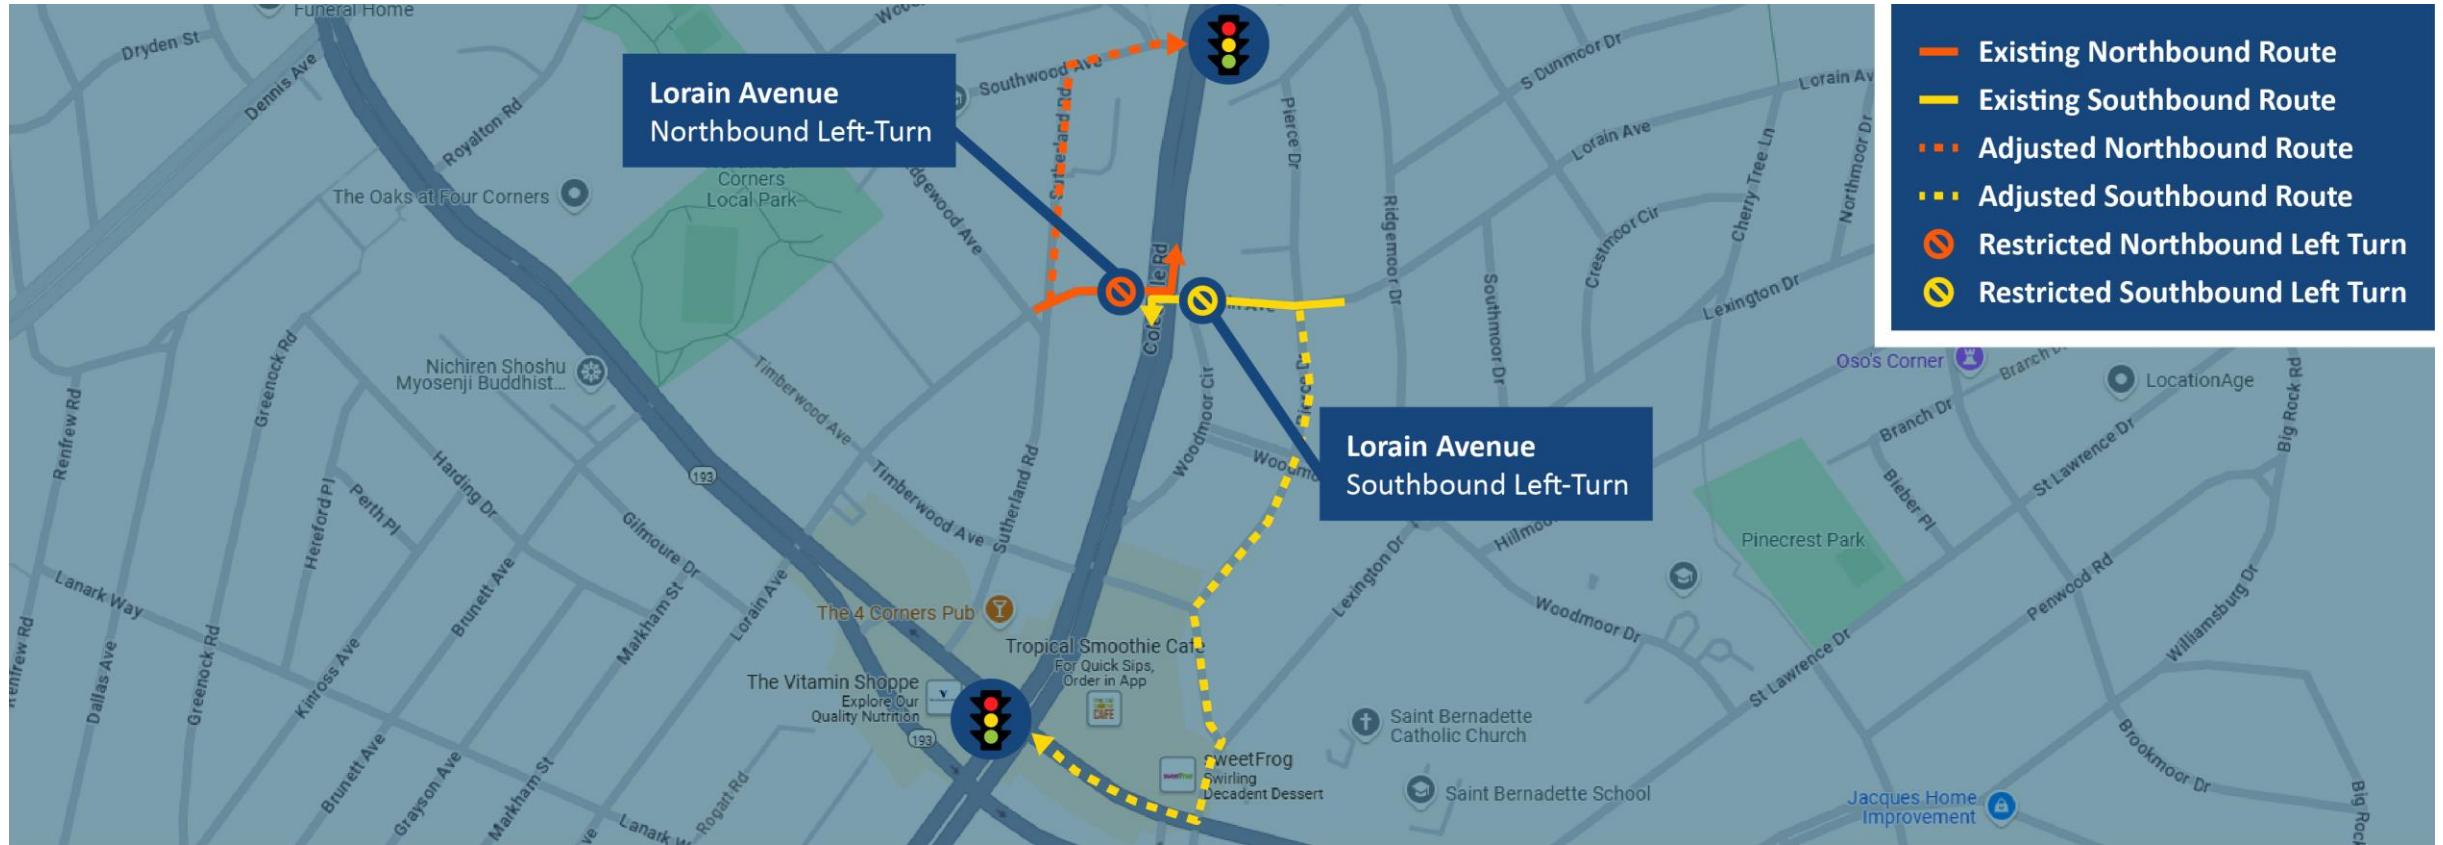 Funeral Home
Dryden St
Dennis Ave
Royalton Rd
The Oaks at Four Corners
Lorain Avenue
Northbound Left-Turn
Corners
Local Park
Southwood Ave
Sutherland Rd
Pierce Dr
S Dunmoor Dr
Lorain Ave
Lorain Av
Cherry Tree Ln
Northmoor Dr
Ridgemoor Dr
Crestmoor Cir
Southmoor Dr
Lexington Dr
Existing Northbound Route
Existing Southbound Route
Adjusted Northbound Route
Adjusted Southbound Route
Restricted Northbound Left Turn
Restricted Southbound Left Turn
Nichiren Shoshu
Myosenji Buddhist...
Renfrew Rd
Greenock Rd
Hereford Pl
Perth Pl
Harding Dr
193
Timberwood Ave
Timberwood Ave
Sutherland Rd
Woodmoor Cir
Lorain Avenue
Southbound Left-Turn
Oso's Corner
Branch Dr
LocationAge
Branch Dr
Big Rock Rd
St Lawrence Dr
Bieber Pl
Pinecrest Park
Gilmoure Dr
Lanark Way
Brunett Ave
Markham St
Lorain Ave
The 4 Corners Pub
Lexington Dr
Woodmoor Dr
Penwood Rd
Williamsburg Dr
Dallas Ave
Greenock Rd
Kinross Ave
Tropical Smoothie Cafe
For Quick Sips,
Order in App
CAFE
The Vitamin Shoppe
Explore Our
Quality Nutrition
193
St Lawrence Dr
Saint Bernadette
Catholic Church
sweetFrog
Swirling
Decadent Dessert
Saint Bernadette School
Brunett Ave
Grayson Ave
Markham St
Rogart Rd
Brookmoor Dr
Jacques Home
Improvement